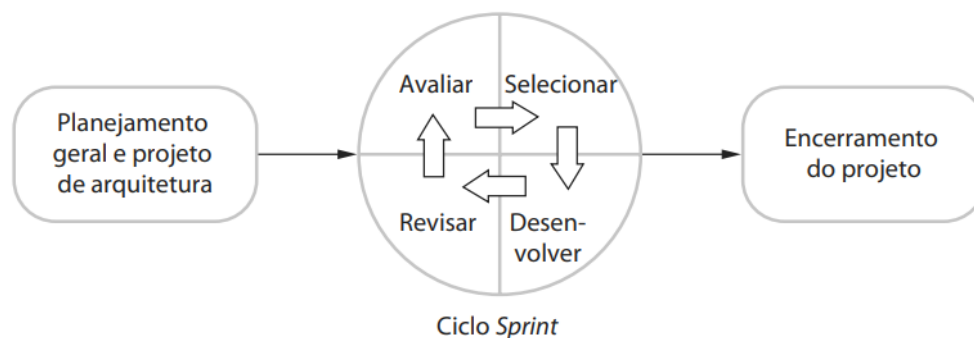 Planejamento
geral e projeto
de arquitetura
Avaliar
Selecionar
Revisar
Desen-
volver
Ciclo Sprint
Encerramento
do projeto